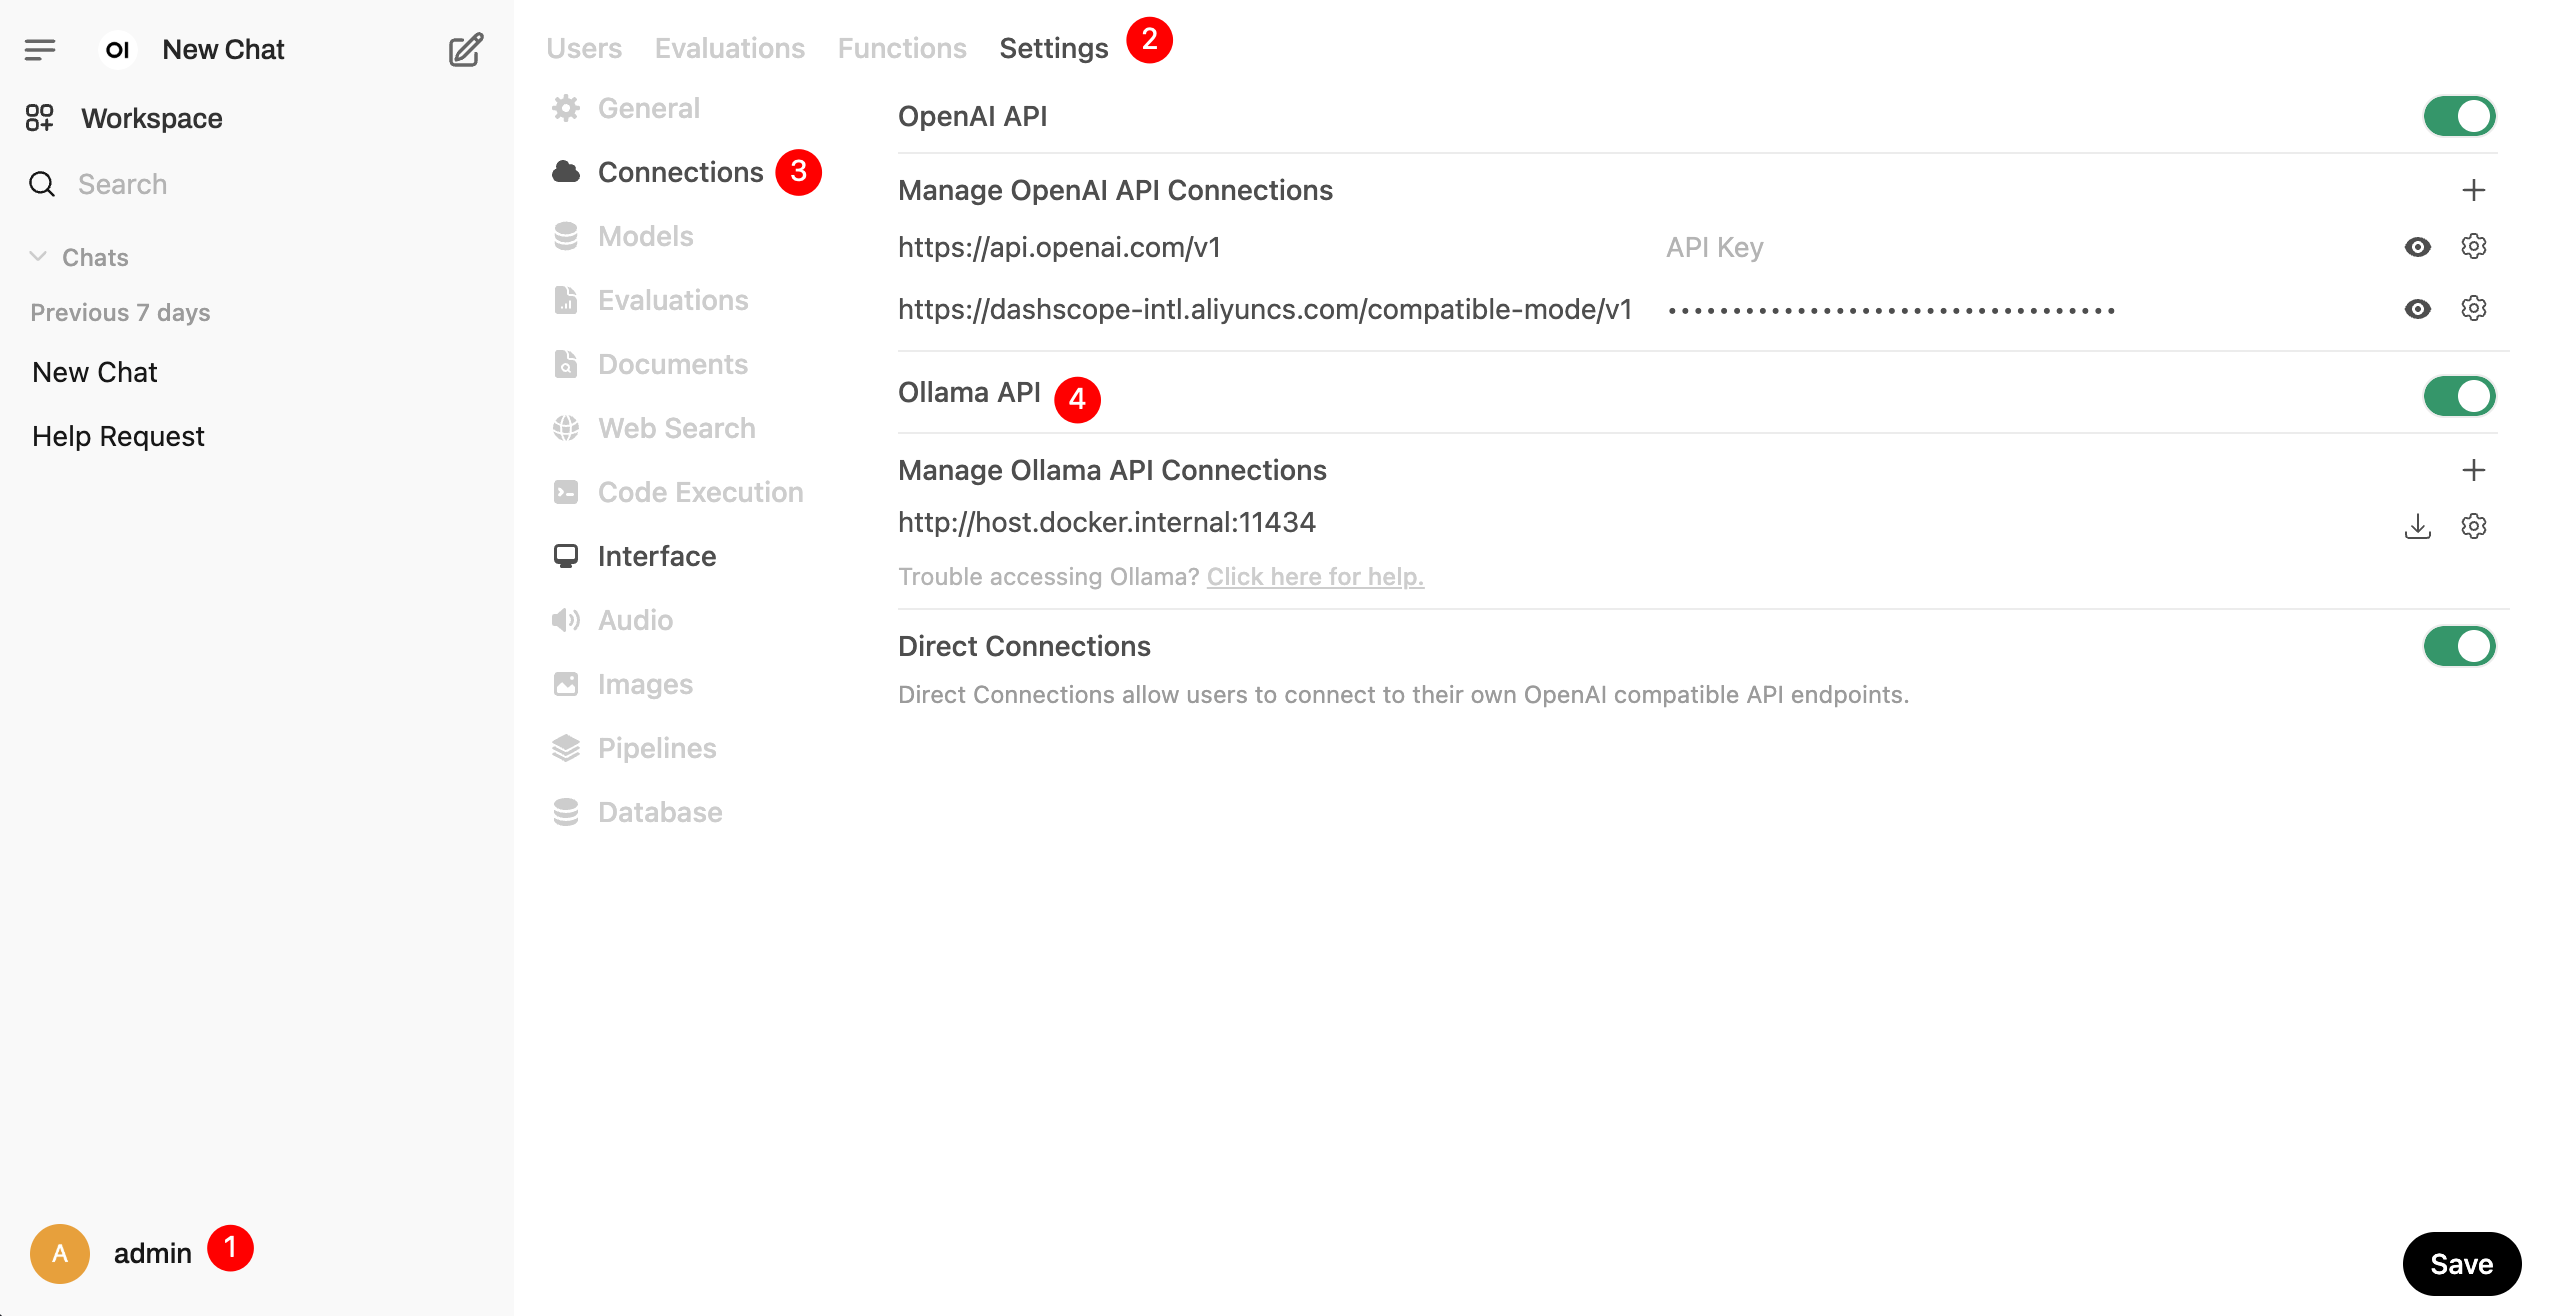 OI New Chat
Workspace
Search
Chats
Previous 7 days
New Chat
Help Request
A admin 1
Users Evaluations Functions Settings 2
General
Connections 3
Models
Evaluations
Documents
Web Search
Code Execution
Interface
Audio
Images
Pipelines
Database
OpenAI API
Manage OpenAI API Connections
https://api.openai.com/v1 API Key
https://dashscope-intl.aliyuncs.com/compatible-mode/v1 •••••••••••••••••••••••••••••••••••
Ollama API 4
Manage Ollama API Connections
http://host.docker.internal:11434
Trouble accessing Ollama? Click here for help.
Direct Connections
Direct Connections allow users to connect to their own OpenAI compatible API endpoints.
Save